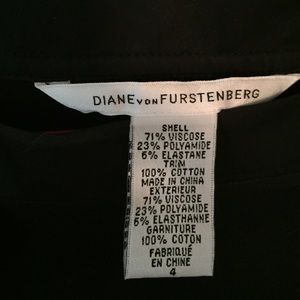 DIANE VON FURSTENBERG
SHELL
71% VISCOSE
23% POLYAMIDE
6% ELASTANE
TRIM
100% COTTON
MADE IN CHINA
EXTERIEUR
71% VISCOSE
23% POLYAMIDE
6% ELASTHANNE
GARNITURE
100% COTON
FABRIQUÉ
EN CHINE
4